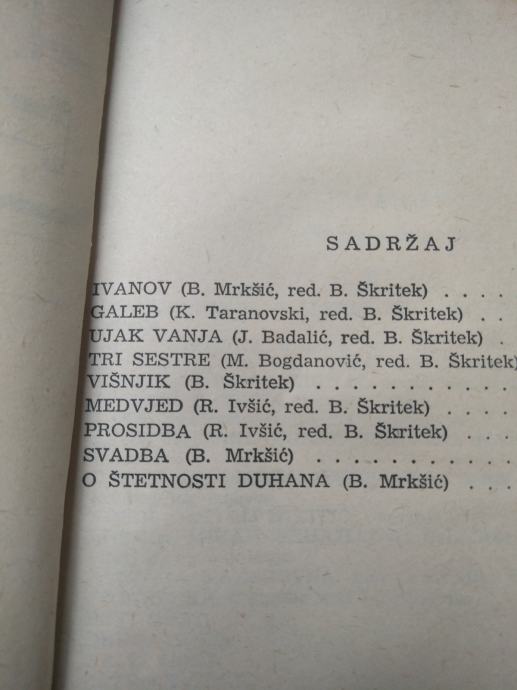 SADRŽAJ
IVANOV (B. Mrkšić, red. B. Škritek) . . . .
GALEB (K. Taranovski, red. B. Škritek) . .
UJAK VANJA (J. Badalić, red. B. Škritek) .
TRI SESTRE (M. Bogdanović, red. B. Škritek)
VIŠNJIK (B. Škritek) . . . . . . . . . .
MEDVJED (R. Ivšić, red. B. Škritek) . . . .
PROSIDBA (R. Ivšić, red. B. Škritek) . . .
SVADBA (B. Mrkšić) . . . . . . . . . .
O ŠTETNOSTI DUHANA (B. Mrkšić) . . .